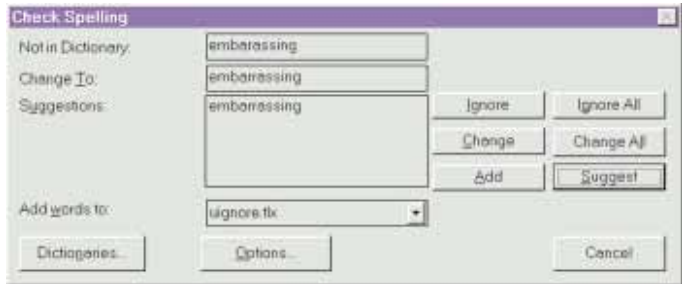 Check Spelling
Not in Dictionary: embarassing
Change To: embarrassing
Suggestions: embarrassing
Ignore Ignore All
Change Change All
Add Suggest
Add words to: uignore.tlx
Dictionaries... Options... Cancel